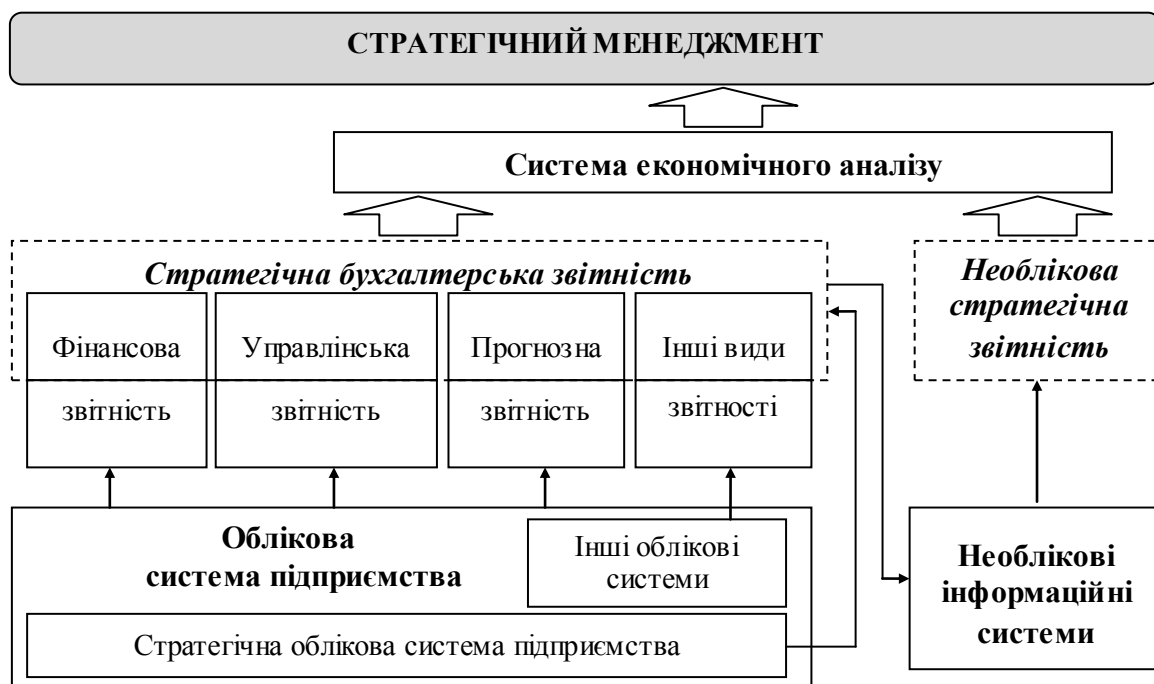 СТРАТЕГІЧНИЙ МЕНЕДЖМЕНТ
Система економічного аналізу
Стратегічна бухгалтерська звітність
Фінансова
звітність
Управлінська
звітність
Прогнозна
звітність
Інші види
звітності
Необлікова
стратегічна
звітність
Облікова
система підприємства
Інші облікові
системи
Стратегічна облікова система підприємства
Необлікові
інформаційні
системи